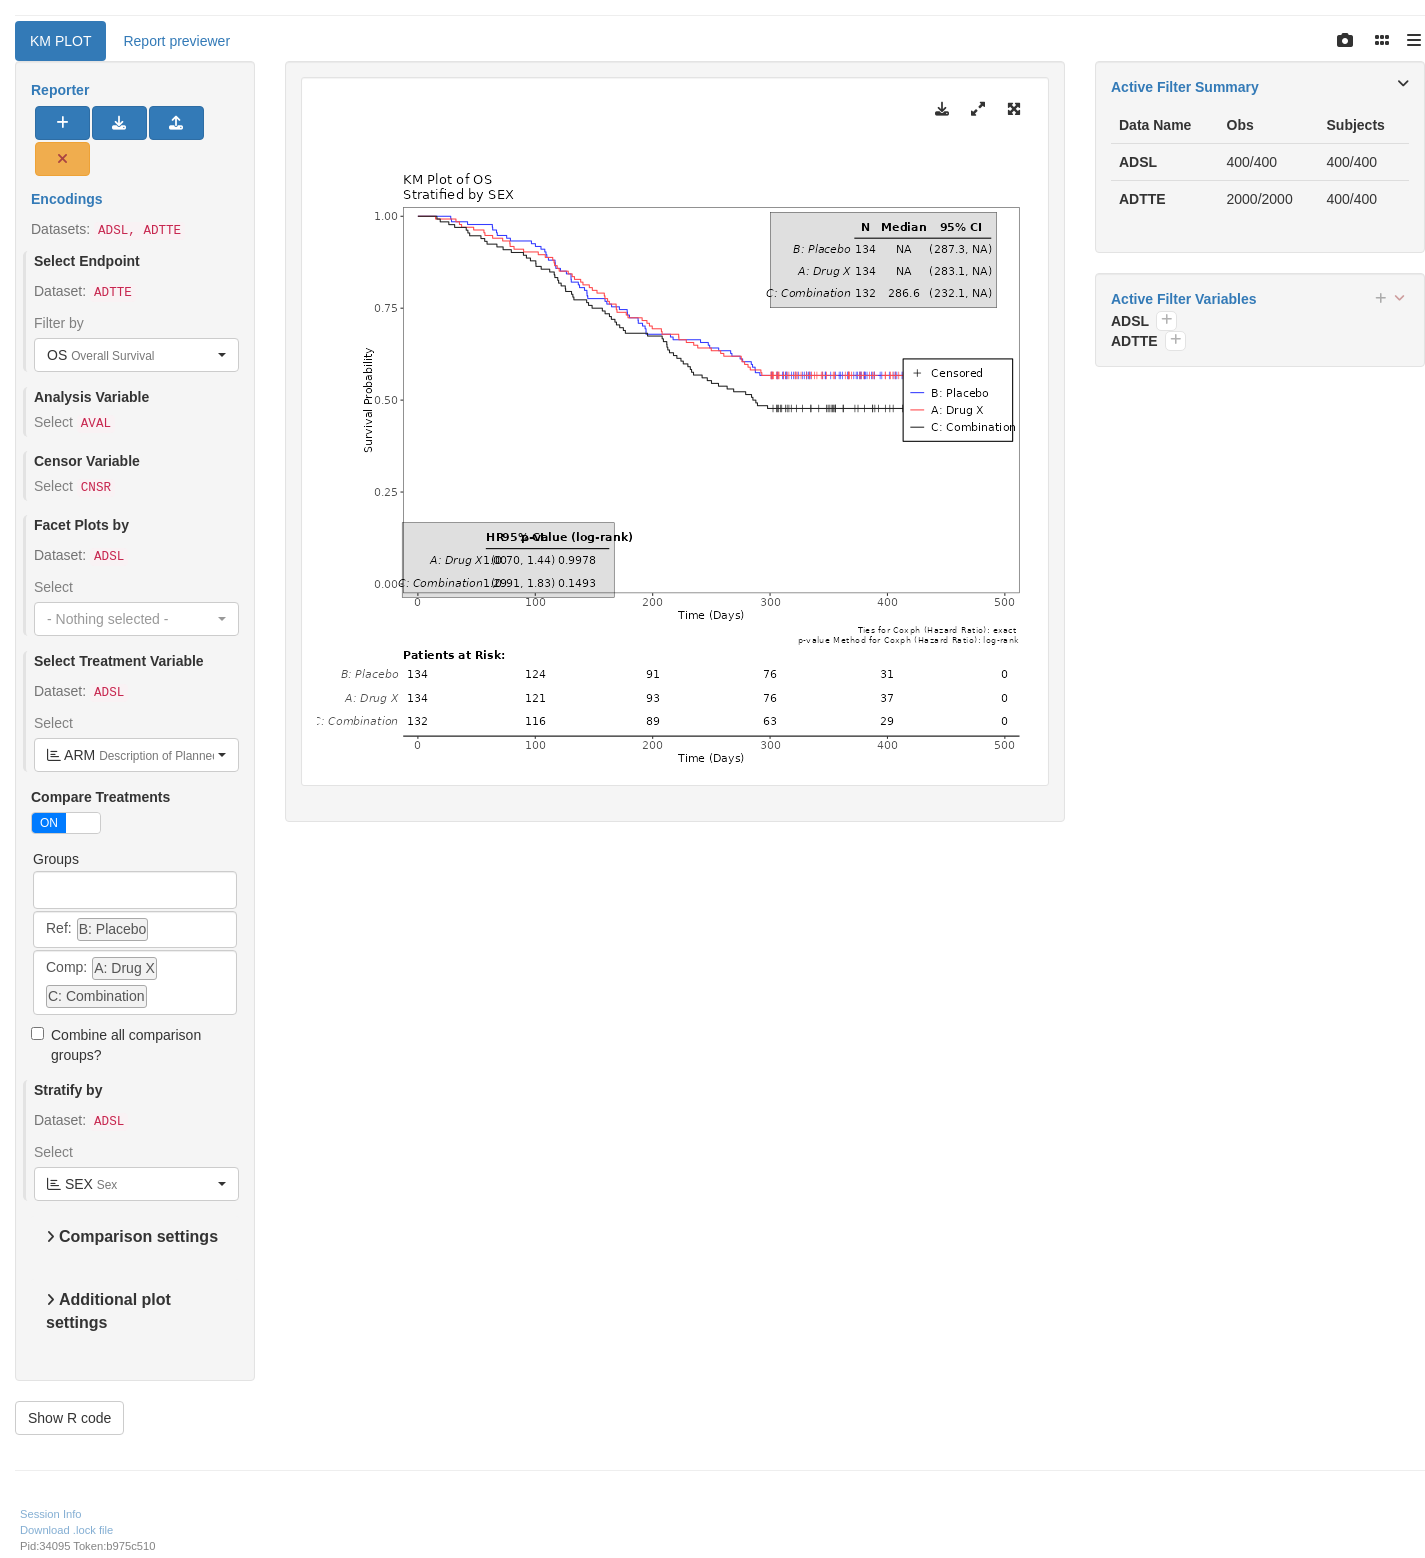 KM PLOT
Report previewer
Reporter
Encodings
Datasets: ADSL, ADTTE
Select Endpoint
Dataset: ADTTE
Filter by
OS Overall Survival
Analysis Variable
Select AVAL
Censor Variable
Select CNSR
Facet Plots by
Dataset: ADSL
Select
- Nothing selected -
Select Treatment Variable
Dataset: ADSL
Select
ARM Description of Planned
Compare Treatments
ON
Groups
Ref: B: Placebo
Comp: A: Drug X
C: Combination
Combine all comparison
groups?
Stratify by
Dataset: ADSL
Select
SEX Sex
Comparison settings
Additional plot
settings
Show R code
KM Plot of OS
Stratified by SEX
1.00
0.75
0.50
0.25
0.00
Survival Probability
N Median 95% CI
B: Placebo 134 NA (287.3, NA)
A: Drug X 134 NA (283.1, NA)
C: Combination 132 286.6 (232.1, NA)
Censored
B: Placebo
A: Drug X
C: Combination
HR 95% CI p-value (log-rank)
A: Drug X 1.00 (0.70, 1.44) 0.9978
C: Combination 1.29 (0.91, 1.83) 0.1493
0 100 200 300 400 500
Time (Days)
Ties for Coxph (Hazard Ratio): exact
p-value Method for Coxph (Hazard Ratio): log-rank
Patients at Risk:
B: Placebo 134 124 91 76 31 0
A: Drug X 134 121 93 76 37 0
C: Combination 132 116 89 63 29 0
0 100 200 300 400 500
Time (Days)
Active Filter Summary
Data Name Obs Subjects
ADSL 400/400 400/400
ADTTE 2000/2000 400/400
Active Filter Variables
ADSL
ADTTE
Session Info
Download .lock file
Pid:34095 Token:b975c510